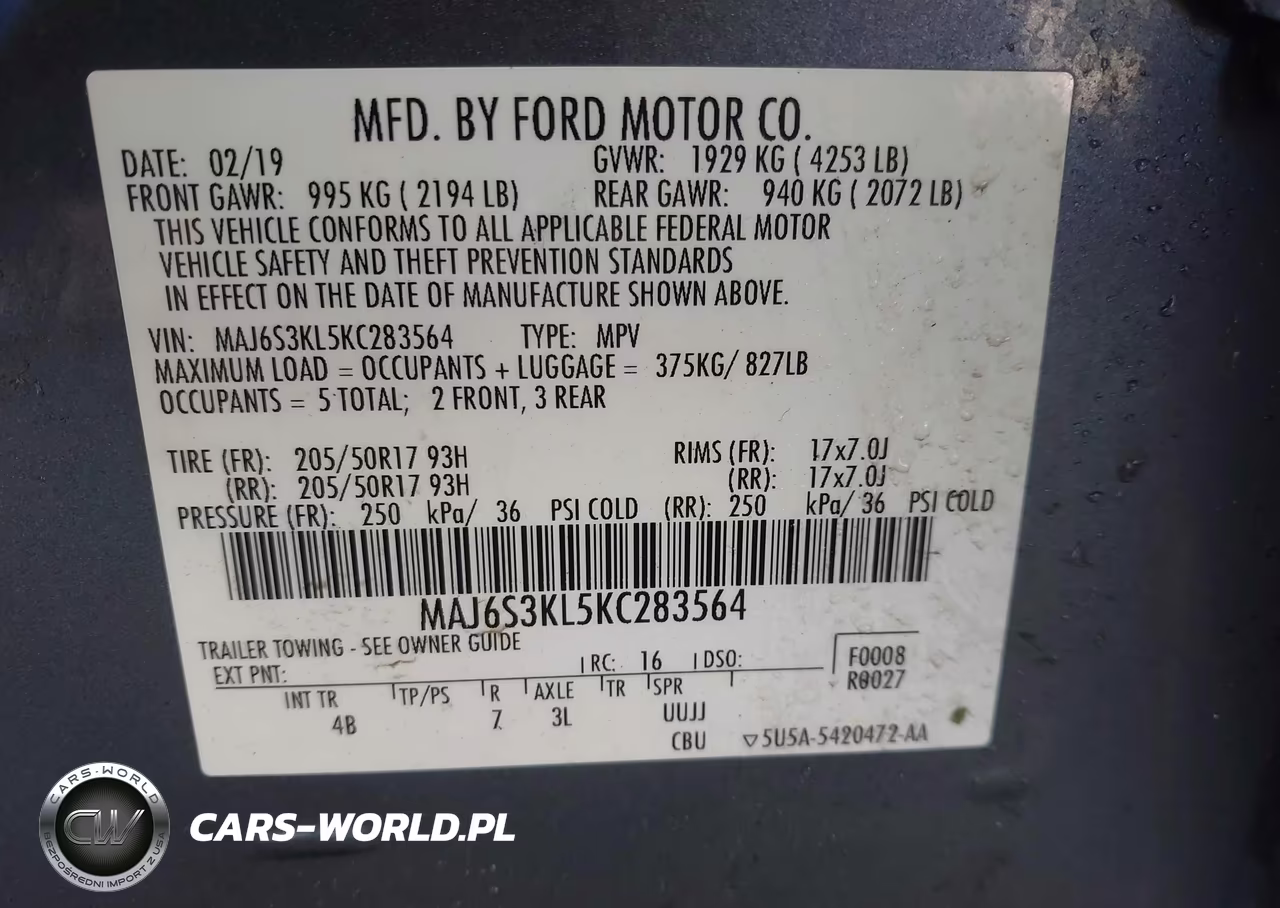 MFD. BY FORD MOTOR CO.
DATE: 02/19 GVWR: 1929 KG ( 4253 LB)
FRONT GAWR: 995 KG ( 2194 LB) REAR GAWR: 940 KG ( 2072 LB)
THIS VEHICLE CONFORMS TO ALL APPLICABLE FEDERAL MOTOR
VEHICLE SAFETY AND THEFT PREVENTION STANDARDS
IN EFFECT ON THE DATE OF MANUFACTURE SHOWN ABOVE.
VIN: MAJ6S3KL5KC283564 TYPE: MPV
MAXIMUM LOAD = OCCUPANTS + LUGGAGE = 375KG/ 827LB
OCCUPANTS = 5 TOTAL; 2 FRONT, 3 REAR
TIRE (FR): 205/50R17 93H RIMS (FR): 17x7.0J
(RR): 205/50R17 93H (RR): 17x7.0J
PRESSURE (FR): 250 kPa/ 36 PSI COLD (RR): 250 kPa/ 36 PSI COLD
MAJ6S3KL5KC283564
TRAILER TOWING - SEE OWNER GUIDE
EXT PNT: RC: 16 DSO: F0008
R0027
INT TR TP/PS R AXLE TR SPR
4B 7 3L UUJJ
CBU ▽5U5A-5420472-AA
CARS-WORLD
CW
BEZPOŚREDNI IMPORT Z USA
CARS-WORLD.PL